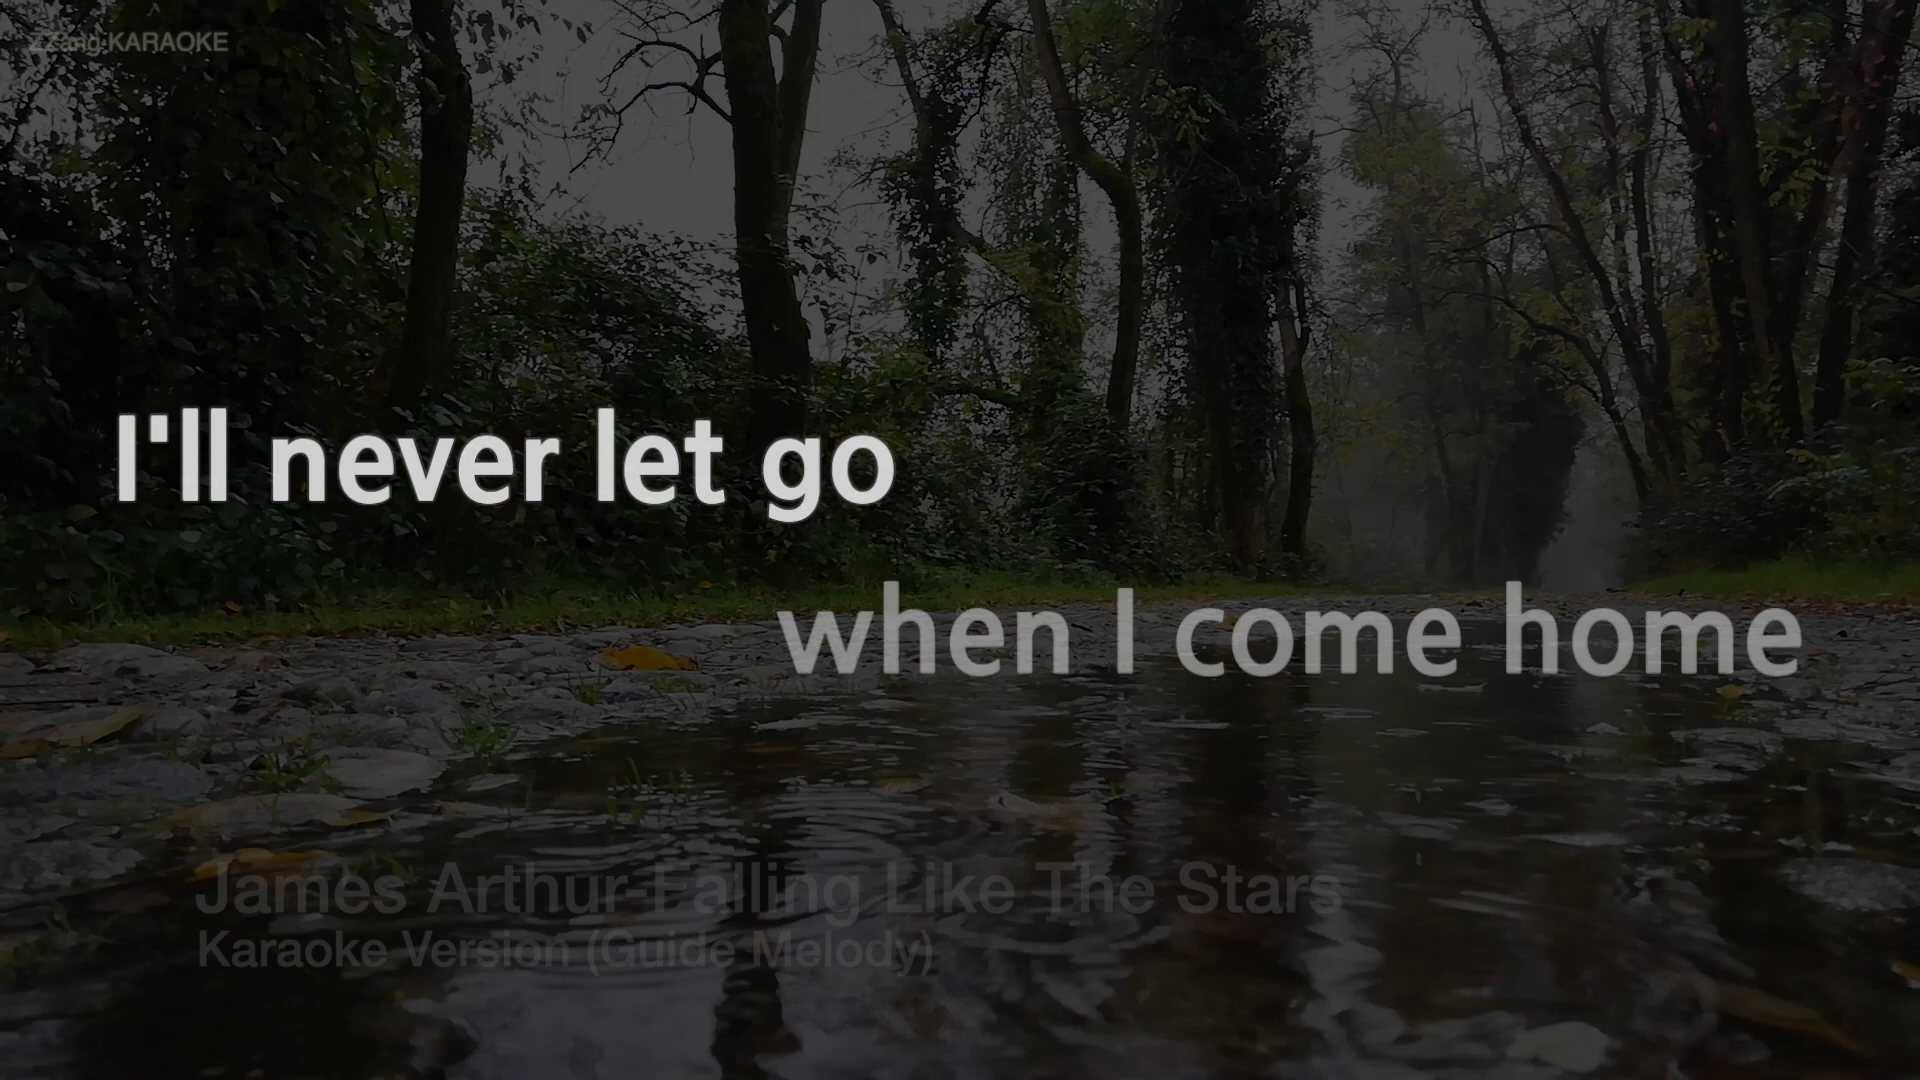 ZZang KARAOKE
I'll never let go
when I come home
James Arthur-Falling Like The Stars
Karaoke Version (Guide Melody)